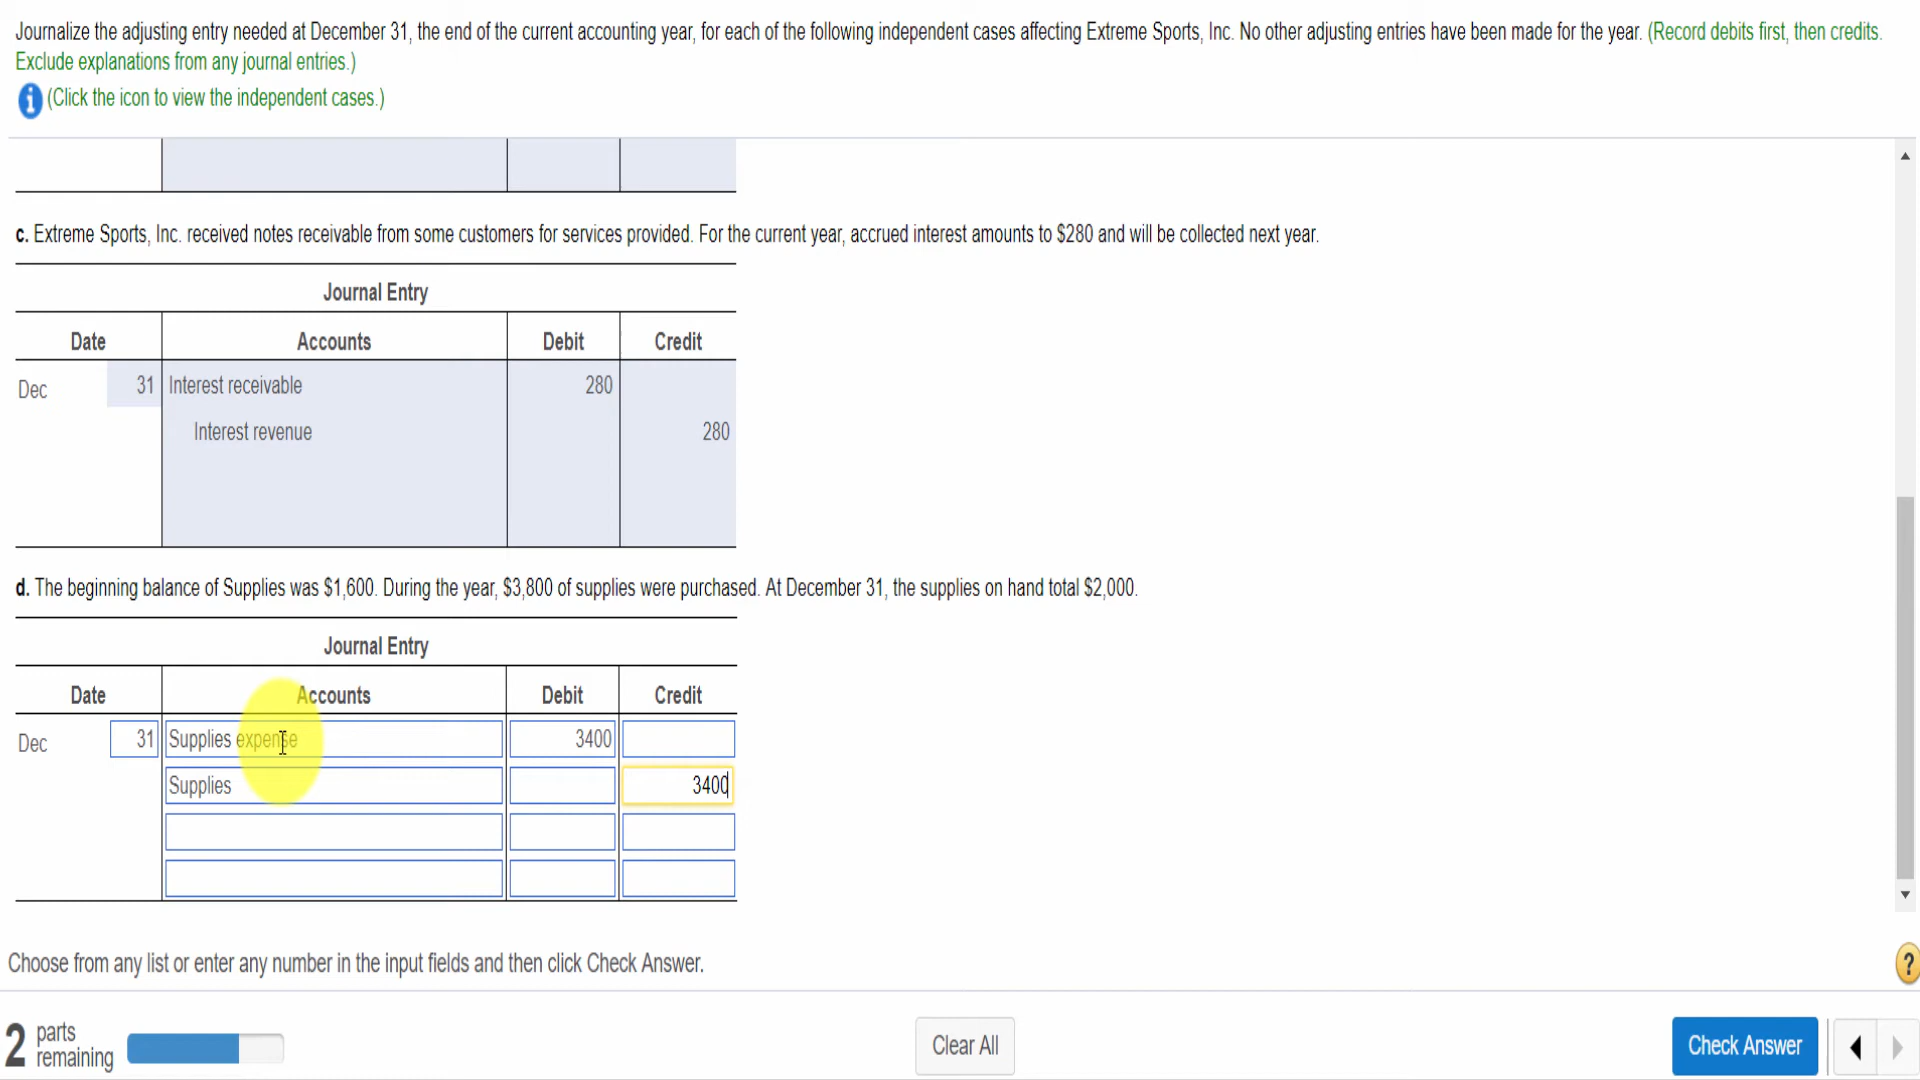 Journalize the adjusting entry needed at December 31, the end of the current accounting year, for each of the following independent cases affecting Extreme Sports, Inc. No other adjusting entries have been made for the year. (Record debits first, then credits.
Exclude explanations from any journal entries.)
(Click the icon to view the independent cases.)
c. Extreme Sports, Inc. received notes receivable from some customers for services provided. For the current year, accrued interest amounts to $280 and will be collected next year.
Journal Entry
Date Accounts Debit Credit
Dec 31 Interest receivable 280
Interest revenue 280
d. The beginning balance of Supplies was $1,600. During the year, $3,800 of supplies were purchased. At December 31, the supplies on hand total $2,000.
Journal Entry
Date Accounts Debit Credit
Dec 31 Supplies expense 3400
Supplies 3400
Choose from any list or enter any number in the input fields and then click Check Answer.
?
2 parts
remaining
Clear All
Check Answer